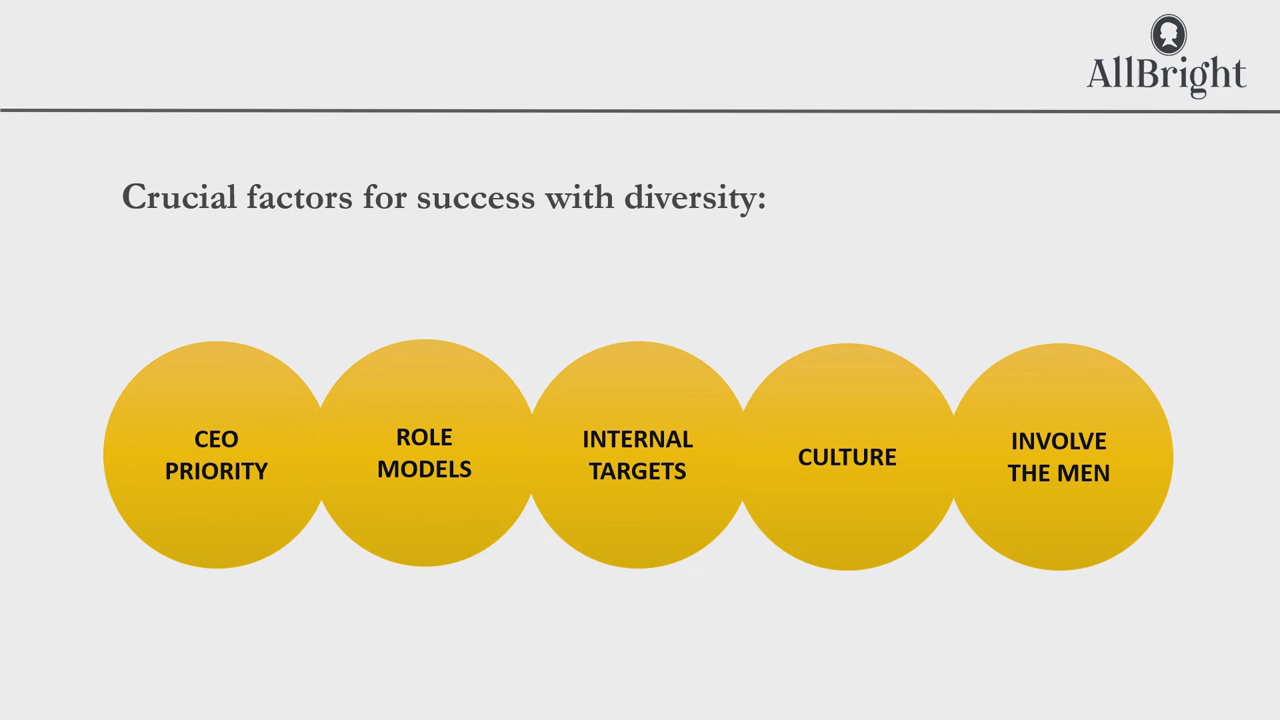 AllBright
Crucial factors for success with diversity:
CEO
PRIORITY
ROLE
MODELS
INTERNAL
TARGETS
CULTURE
INVOLVE
THE MEN